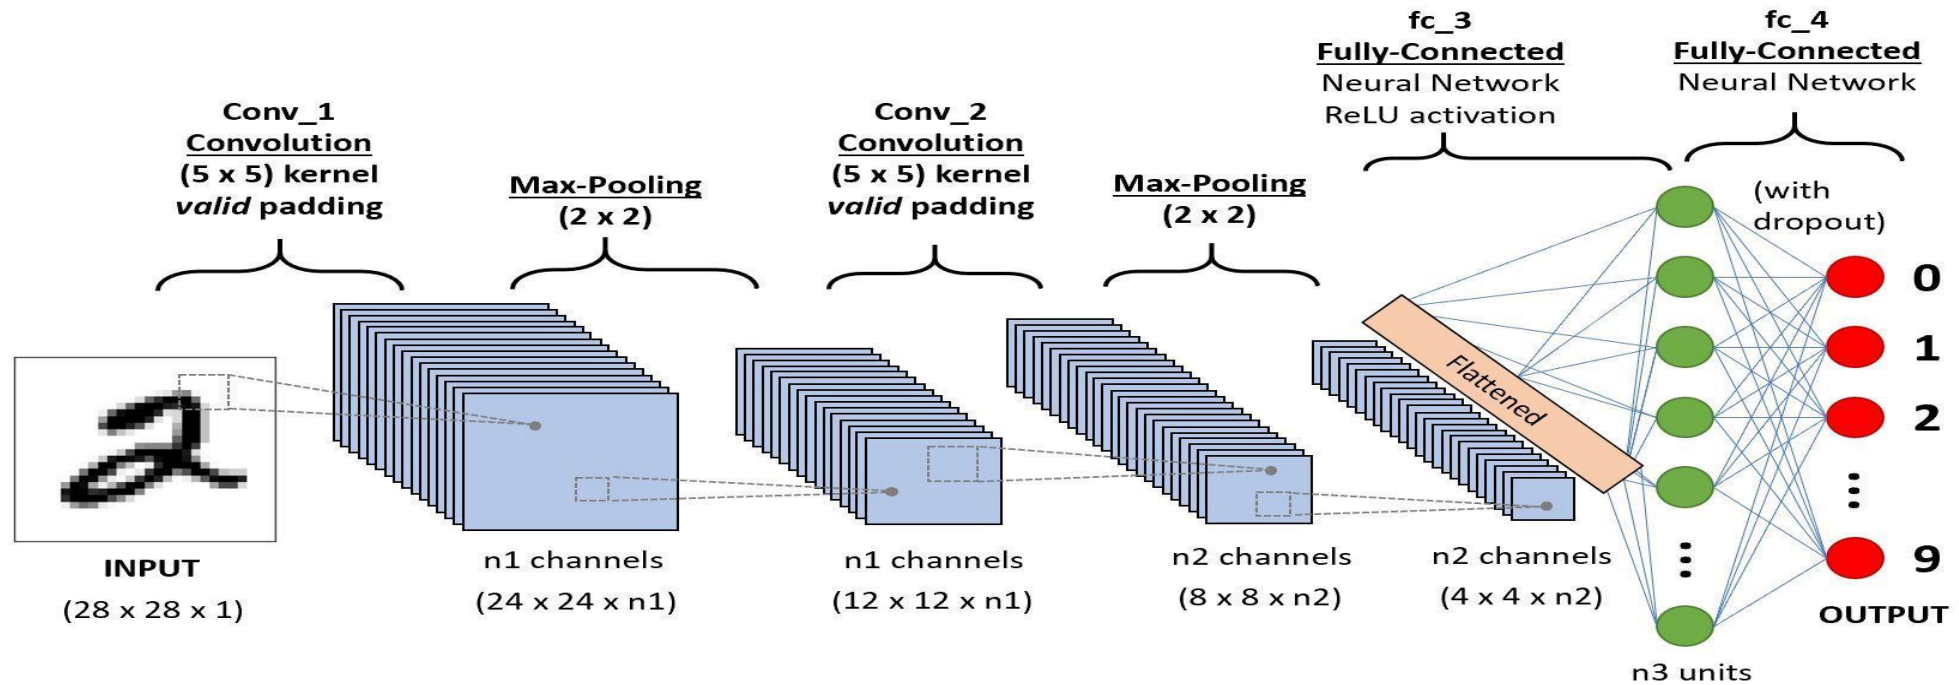 Conv_1
Convolution
(5 x 5) kernel
valid padding
Max-Pooling
(2 x 2)
Conv_2
Convolution
(5 x 5) kernel
valid padding
Max-Pooling
(2 x 2)
fc_3
Fully-Connected
Neural Network
ReLU activation
fc_4
Fully-Connected
Neural Network
(with
dropout)
INPUT
(28 x 28 x 1)
n1 channels
(24 x 24 x n1)
n1 channels
(12 x 12 x n1)
n2 channels
(8 x 8 x n2)
n2 channels
(4 x 4 x n2)
Flattened
n3 units
0
1
2
9
OUTPUT